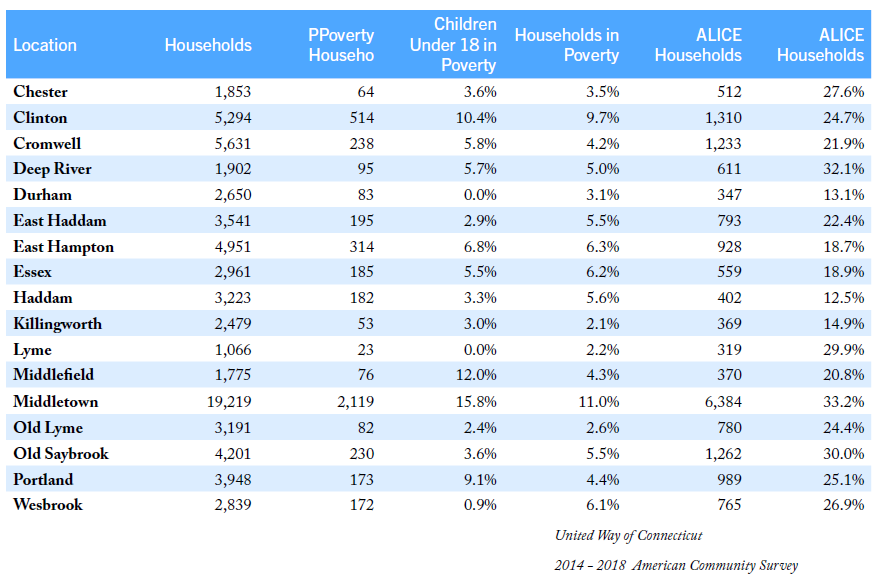 Location Households PPoverty Househo Children Under 18 in Poverty Households in Poverty ALICE Households ALICE Households
Chester 1,853 64 3.6% 3.5% 512 27.6%
Clinton 5,294 514 10.4% 9.7% 1,310 24.7%
Cromwell 5,631 238 5.8% 4.2% 1,233 21.9%
Deep River 1,902 95 5.7% 5.0% 611 32.1%
Durham 2,650 83 0.0% 3.1% 347 13.1%
East Haddam 3,541 195 2.9% 5.5% 793 22.4%
East Hampton 4,951 314 6.8% 6.3% 928 18.7%
Essex 2,961 185 5.5% 6.2% 559 18.9%
Haddam 3,223 182 3.3% 5.6% 402 12.5%
Killingworth 2,479 53 3.0% 2.1% 369 14.9%
Lyme 1,066 23 0.0% 2.2% 319 29.9%
Middlefield 1,775 76 12.0% 4.3% 370 20.8%
Middletown 19,219 2,119 15.8% 11.0% 6,384 33.2%
Old Lyme 3,191 82 2.4% 2.6% 780 24.4%
Old Saybrook 4,201 230 3.6% 5.5% 1,262 30.0%
Portland 3,948 173 9.1% 4.4% 989 25.1%
Wesbrook 2,839 172 0.9% 6.1% 765 26.9%
United Way of Connecticut
2014 – 2018 American Community Survey